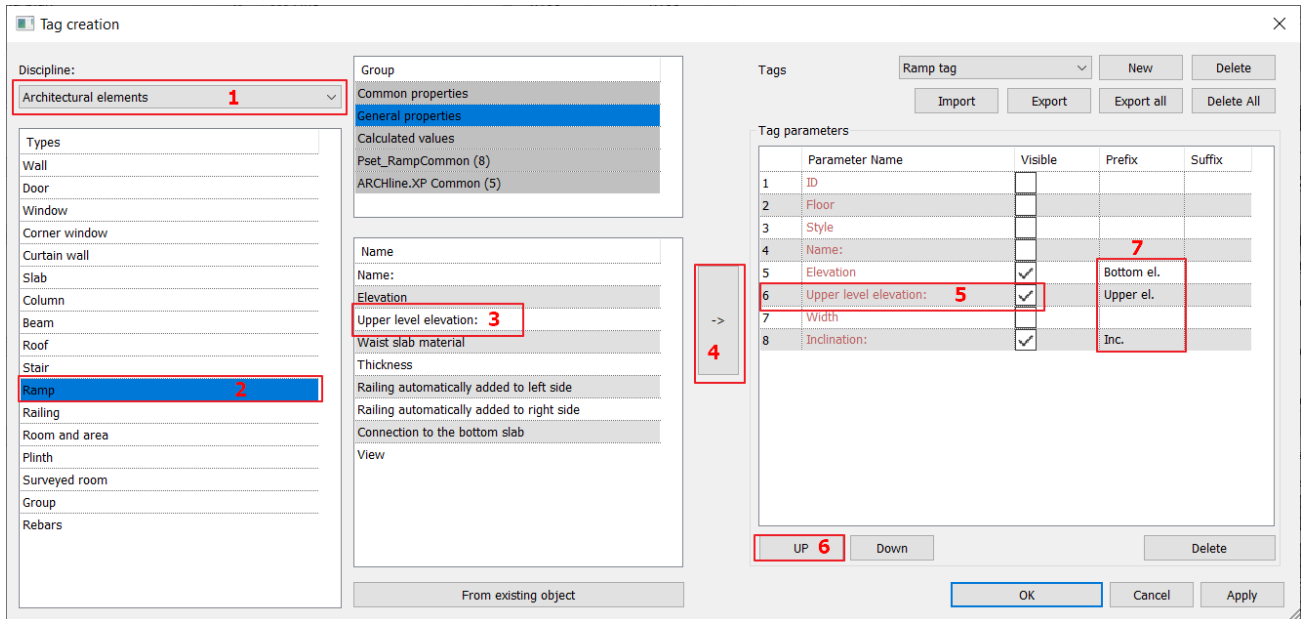 Tag creation
Discipline:
Architectural elements 1
Types
Wall
Door
Window
Corner window
Curtain wall
Slab
Column
Beam
Roof
Stair
Ramp 2
Railing
Room and area
Plinth
Surveyed room
Group
Rebars
Group
Common properties
General properties
Calculated values
Pset_RampCommon (8)
ARCHline.XP Common (5)
Name
Name:
Elevation
Upper level elevation: 3
Waist slab material
Thickness
Railing automatically added to left side
Railing automatically added to right side
Connection to the bottom slab
View
From existing object
->
4
Tags Ramp tag New Delete
Import Export Export all Delete All
Tag parameters
Parameter Name Visible Prefix Suffix
1 ID
2 Floor
3 Style
4 Name: 7
5 Elevation Bottom el.
6 Upper level elevation: 5 Upper el.
7 Width
8 Inclination: Inc.
UP 6 Down Delete
OK Cancel Apply